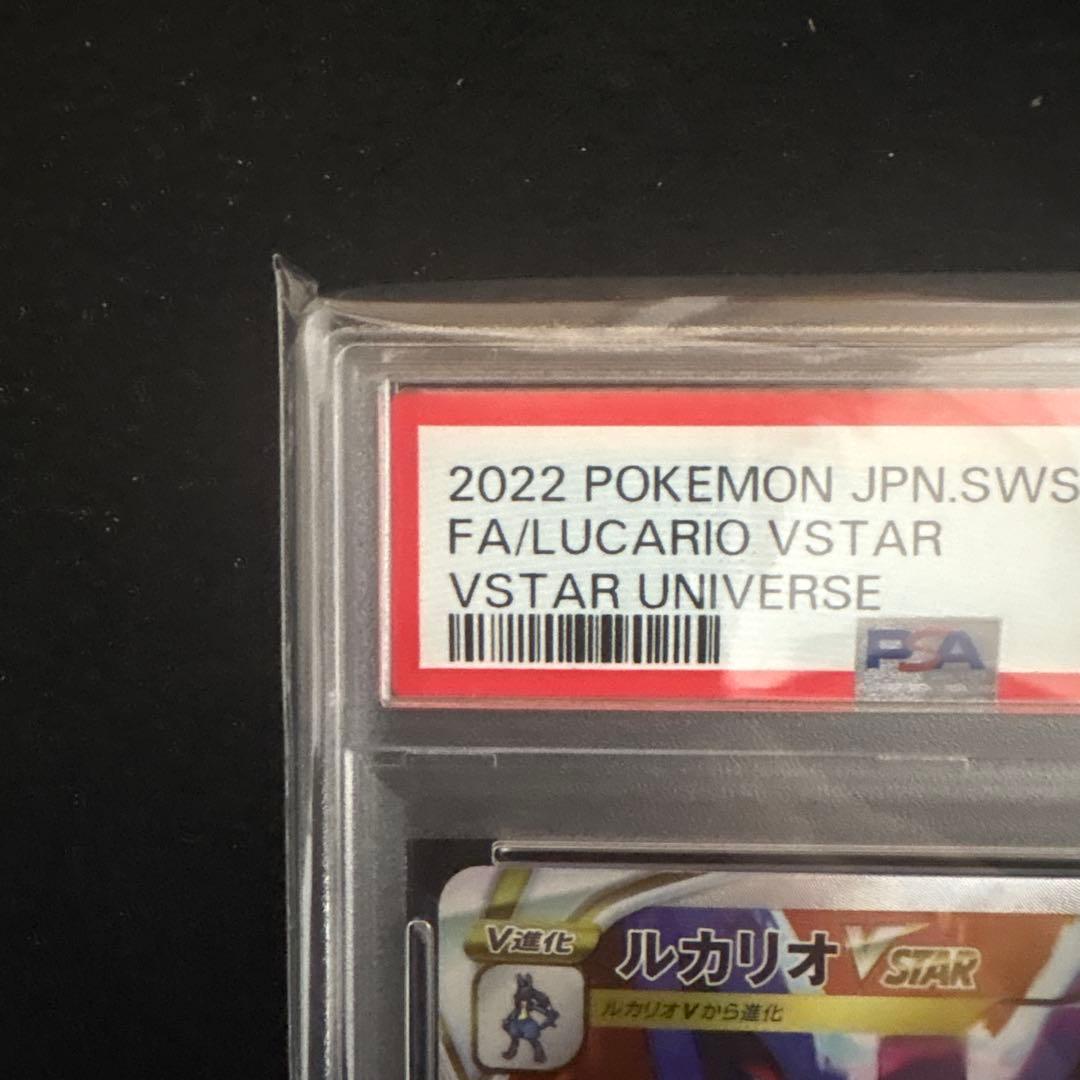 2022 POKEMON JPN.SWS
FA/LUCARIO VSTAR
VSTAR UNIVERSE
PSA
V進化
ルカリオVSTAR
ルカリオVから進化